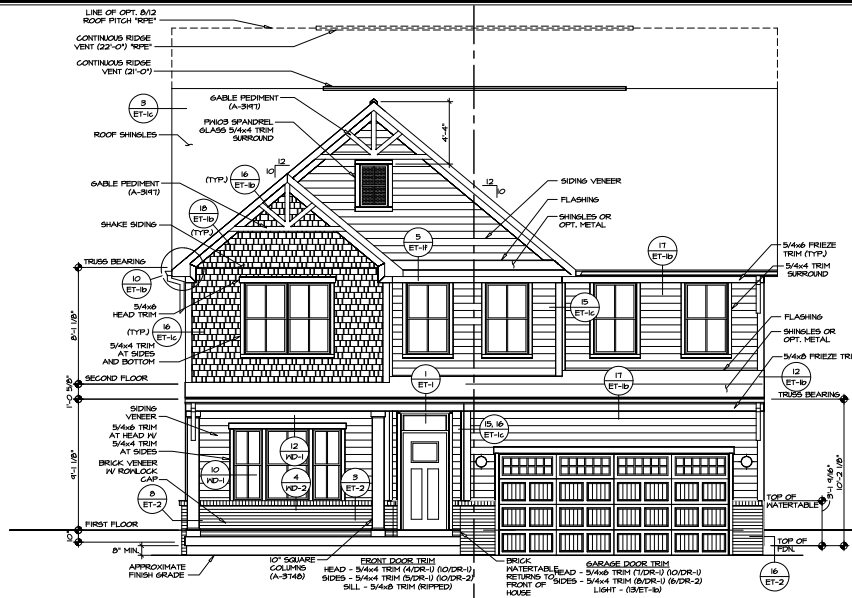 LINE OF OPT. 8/12
ROOF PITCH "RPE"
CONTINUOUS RIDGE
VENT (22'-0") "RPE"
CONTINUOUS RIDGE
VENT (21'-0")
3
ET-1c
GABLE PEDIMENT
(A-3197)
PW103 SPANDREL
GLASS 5/4x4 TRIM
SURROUND
ROOF SHINGLES
4'-4"
12
10
12
10
(TYP.)
16
ET-1b
GABLE PEDIMENT
(A-3197)
18
ET-1b
(TYP.)
SHAKE SIDING
SIDING VENEER
FLASHING
SHINGLES OR
OPT. METAL
5
ET-1f
17
ET-1b
5/4x6 FRIEZE
TRIM (TYP.)
5/4x4 TRIM
SURROUND
TRUSS BEARING
10
ET-1b
5/4x6
HEAD TRIM
(TYP.)
16
ET-1c
5/4x4 TRIM
AT SIDES
AND BOTTOM
8'-1 1/8"
15
ET-1c
FLASHING
SHINGLES OR
OPT. METAL
5/4x8 FRIEZE TRI
12
ET-1b
SECOND FLOOR
1'-0 5/8"
1
ET-1
17
ET-1b
TRUSS BEARING
SIDING
VENEER
5/4x6 TRIM
AT HEAD W/
5/4x4 TRIM
AT SIDES
BRICK VENEER
W/ ROWLOCK
CAP
9'-1 1/8"
15, 16
ET-1c
12
WD-1
10
WD-1
4
WD-2
3
ET-2
8
ET-2
3'-1 9/16"
10'-2 1/8"
TOP OF
WATERTABLE
FIRST FLOOR
10"
8" MIN.
TOP OF
FDN.
APPROXIMATE
FINISH GRADE
10" SQUARE
COLUMNS
(A-3748)
FRONT DOOR TRIM
HEAD - 5/4x4 TRIM (4/DR-1) (10/DR-1)
SIDES - 5/4x4 TRIM (5/DR-1) (10/DR-2)
SILL - 5/4x8 TRIM (RIPPED)
BRICK
WATERTABLE
RETURNS TO
FRONT OF
HOUSE
GARAGE DOOR TRIM
HEAD - 5/4x6 TRIM (7/DR-1) (10/DR-1)
SIDES - 5/4x4 TRIM (8/DR-1) (6/DR-2)
LIGHT - (13/ET-1b)
16
ET-2